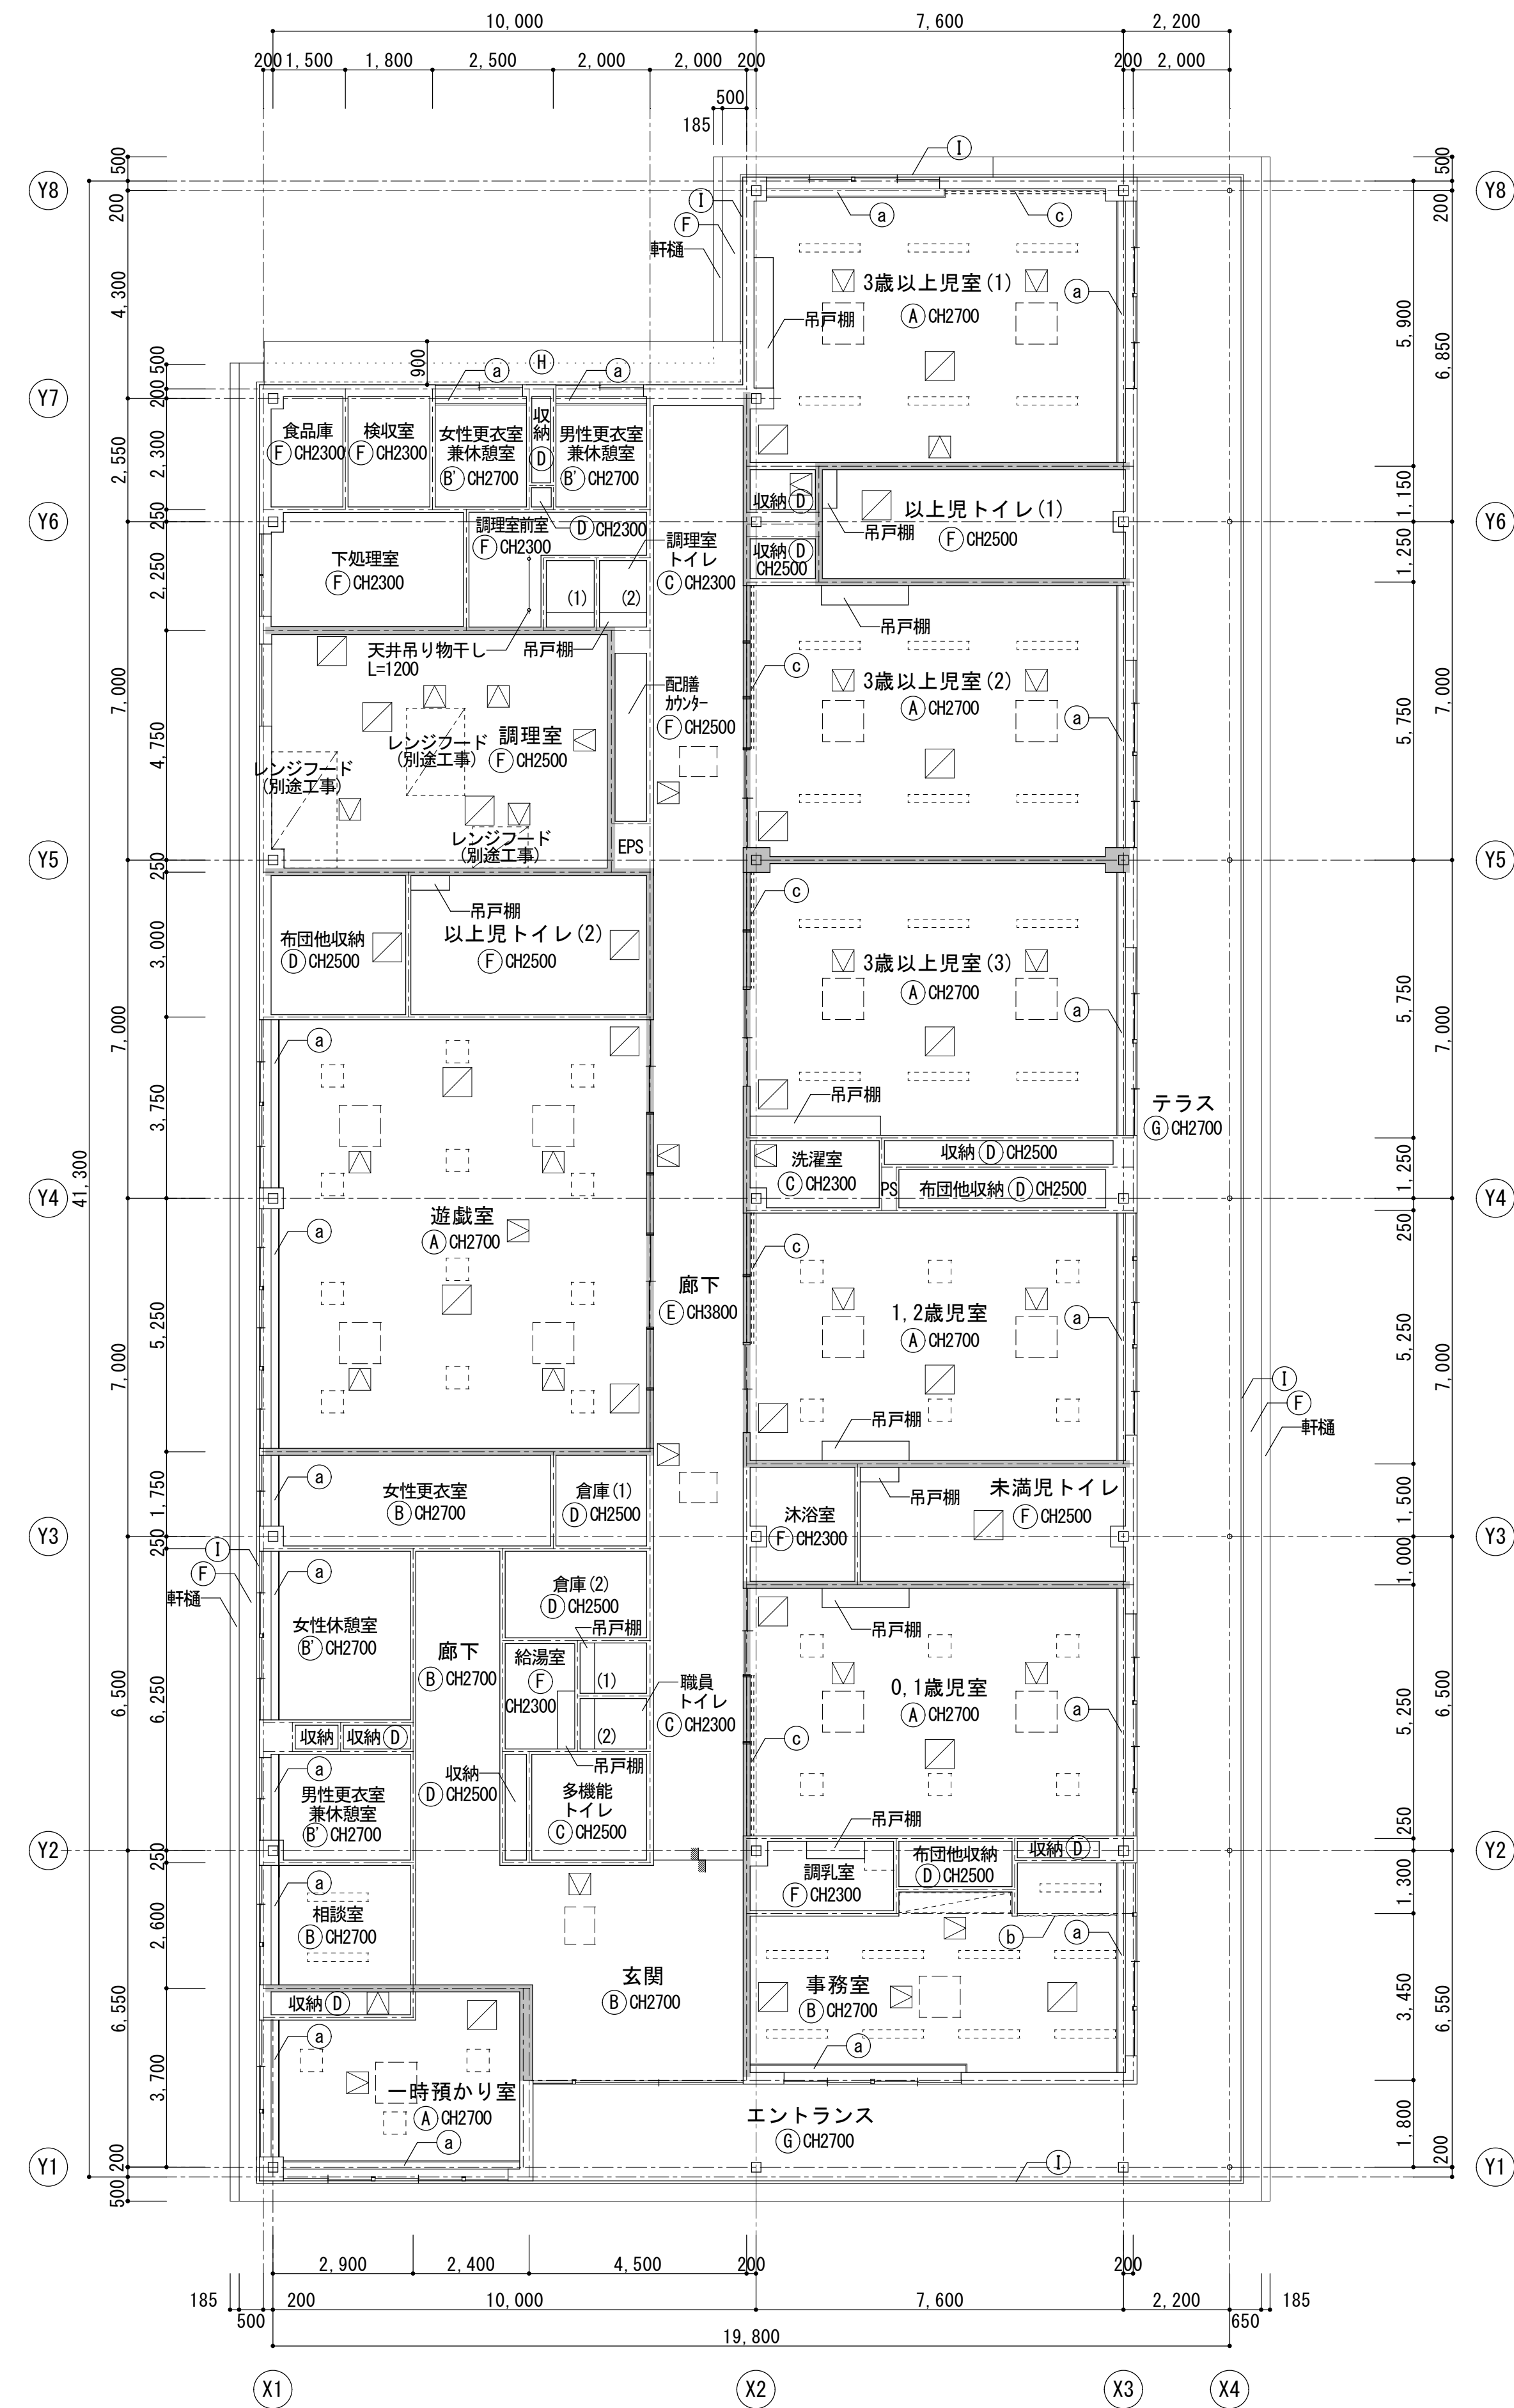 10,000
7,600
2,200
200
1,500
1,800
2,500
2,000
2,000
200
200
2,000
500
185
I
Y8
Y8
500
200
4,300
500
200
2,550
2,300
250
7,000
2,250
4,750
250
7,000
3,000
3,750
41,300
7,000
5,250
1,750
250
6,500
6,250
250
6,550
2,600
3,700
200
500
500
200
5,900
6,850
1,150
1,250
5,750
7,000
5,750
7,000
1,250
250
5,250
7,000
1,500
1,000
5,250
6,500
250
1,300
3,450
6,550
1,800
200
I
F
軒樋
a
c
3歳以上児室(1)
A CH2700
吊戸棚
a
900
H
a
a
Y7
Y7
食品庫
F CH2300
検収室
F CH2300
女性更衣室
兼休憩室
B' CH2700
収納
D
男性更衣室
兼休憩室
B' CH2700
Y6
Y6
調理室前室
F CH2300
D CH2300
下処理室
F CH2300
調理室
トイレ
C CH2300
(1)
(2)
収納 D
以上児トイレ(1)
F CH2500
吊戸棚
収納 D
CH2500
天井吊り物干し
L=1200
吊戸棚
吊戸棚
配膳
カウンター
F CH2500
c
3歳以上児室(2)
A CH2700
a
レンジフード
(別途工事)
調理室
F CH2500
レンジフード
(別途工事)
レンジフード
(別途工事)
EPS
Y5
Y5
c
吊戸棚
布団他収納
D CH2500
以上児トイレ(2)
F CH2500
3歳以上児室(3)
A CH2700
a
a
吊戸棚
テラス
G CH2700
洗濯室
C CH2300
収納 D CH2500
PS
布団他収納 D CH2500
Y4
Y4
遊戯室
A CH2700
a
c
廊下
E CH3800
1,2歳児室
A CH2700
a
I
F
軒樋
吊戸棚
a
女性更衣室
B CH2700
倉庫(1)
D CH2500
沐浴室
F CH2300
吊戸棚
未満児トイレ
F CH2500
Y3
Y3
I
F
軒樋
a
女性休憩室
B' CH2700
廊下
B CH2700
倉庫(2)
D CH2500
吊戸棚
給湯室
F
CH2300
(1)
(2)
職員
トイレ
C CH2300
吊戸棚
0,1歳児室
A CH2700
a
c
収納
収納 D
a
男性更衣室
兼休憩室
B' CH2700
収納
D CH2500
吊戸棚
多機能
トイレ
C CH2500
吊戸棚
Y2
Y2
調乳室
F CH2300
布団他収納
D CH2500
収納 D
a
相談室
B CH2700
b
a
玄関
B CH2700
事務室
B CH2700
a
収納 D
a
一時預かり室
A CH2700
a
エントランス
G CH2700
I
Y1
Y1
2,900
2,400
4,500
200
200
185
500
200
10,000
7,600
2,200
650
185
19,800
X1
X2
X3
X4